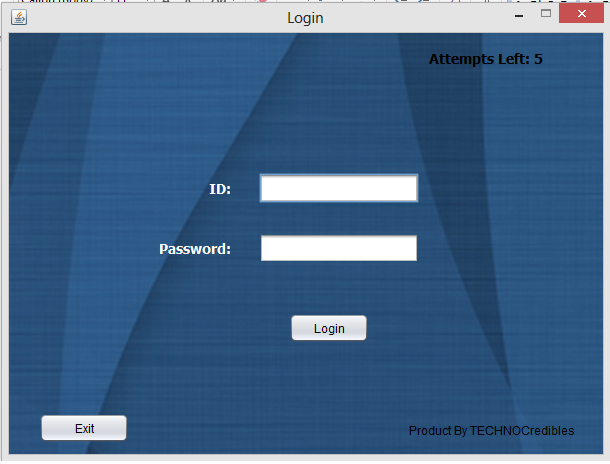 Login
Attempts Left: 5
ID:
Password:
Login
Exit
Product By TECHNOCredibles